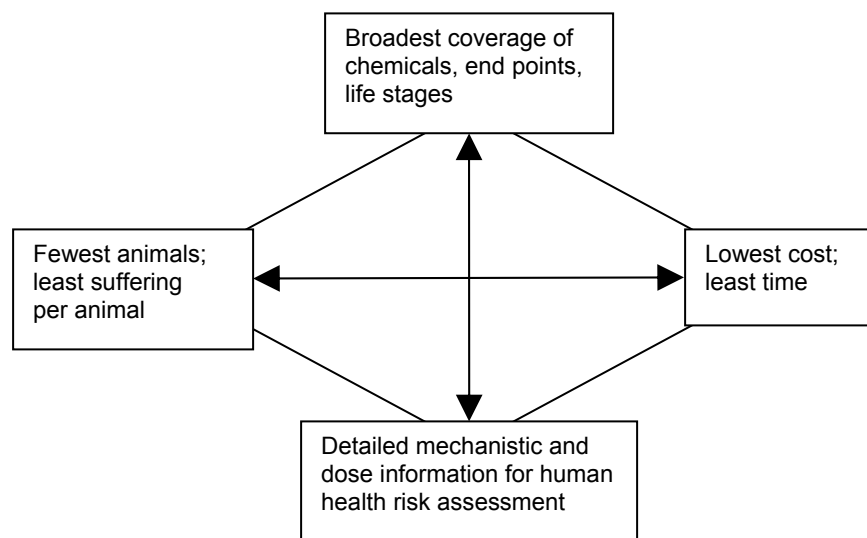 Broadest coverage of
chemicals, end points,
life stages
Fewest animals;
least suffering
per animal
Lowest cost;
least time
Detailed mechanistic and
dose information for human
health risk assessment